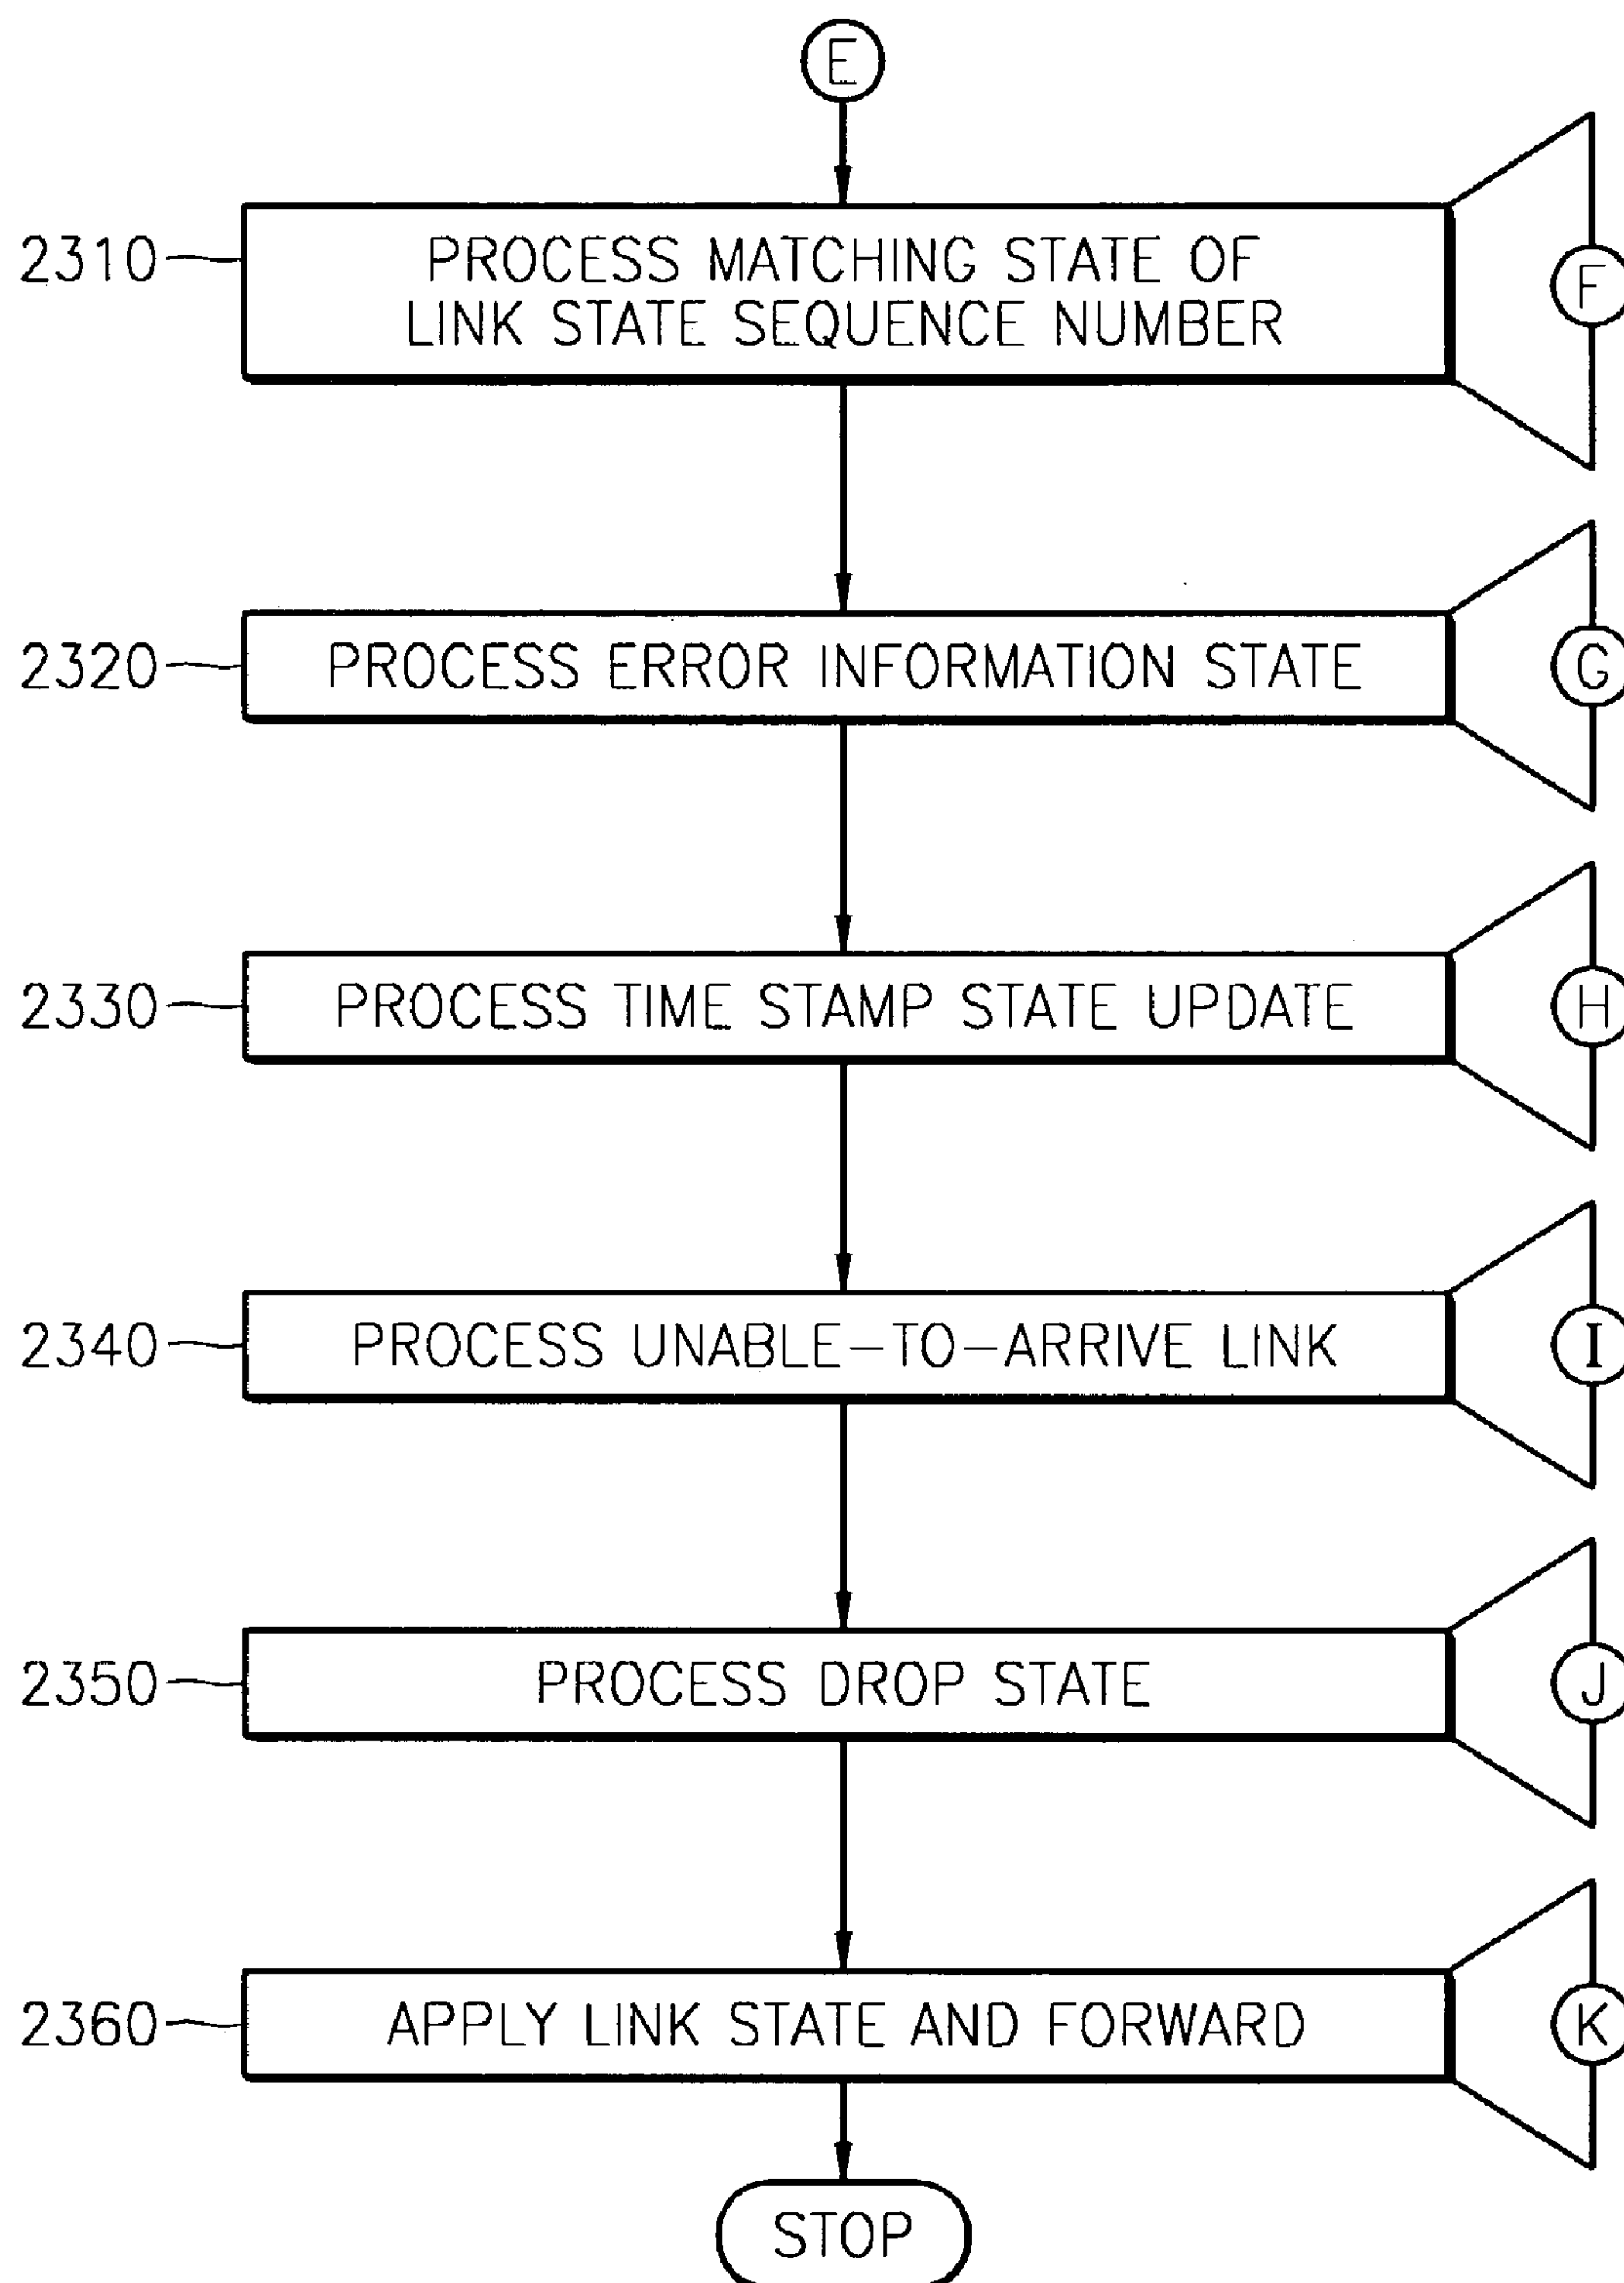 E
2310
PROCESS MATCHING STATE OF
LINK STATE SEQUENCE NUMBER
F
2320
PROCESS ERROR INFORMATION STATE
G
2330
PROCESS TIME STAMP STATE UPDATE
H
2340
PROCESS UNABLE-TO-ARRIVE LINK
I
2350
PROCESS DROP STATE
J
2360
APPLY LINK STATE AND FORWARD
K
STOP